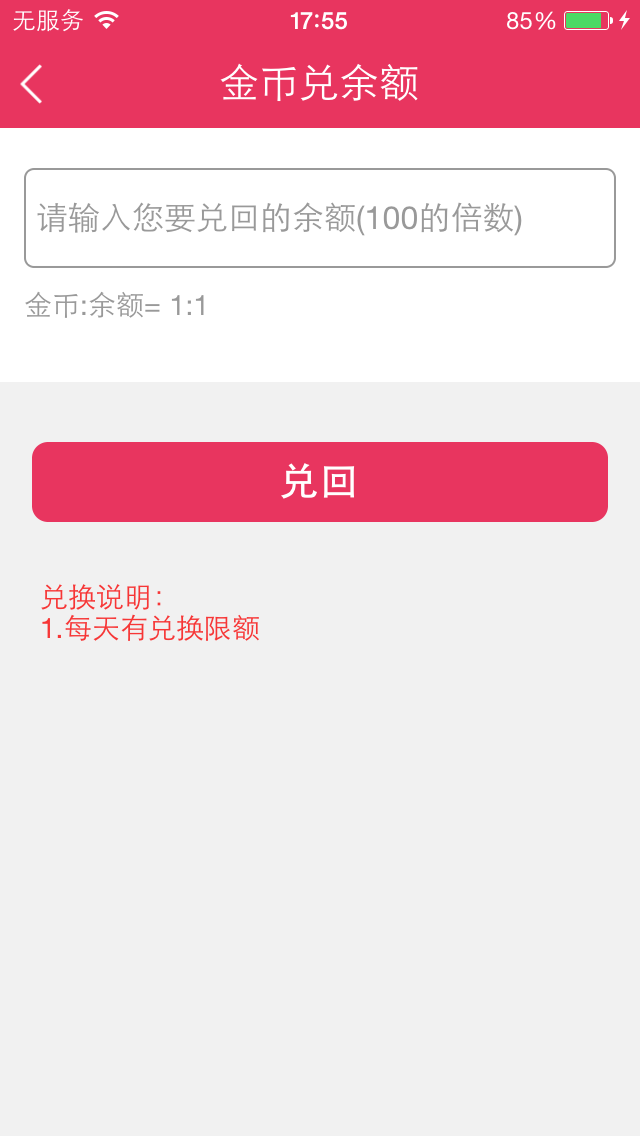 无服务 17:55 85%
金币兑余额
请输入您要兑回的余额(100的倍数)
金币:余额= 1:1
兑回
兑换说明：
1.每天有兑换限额